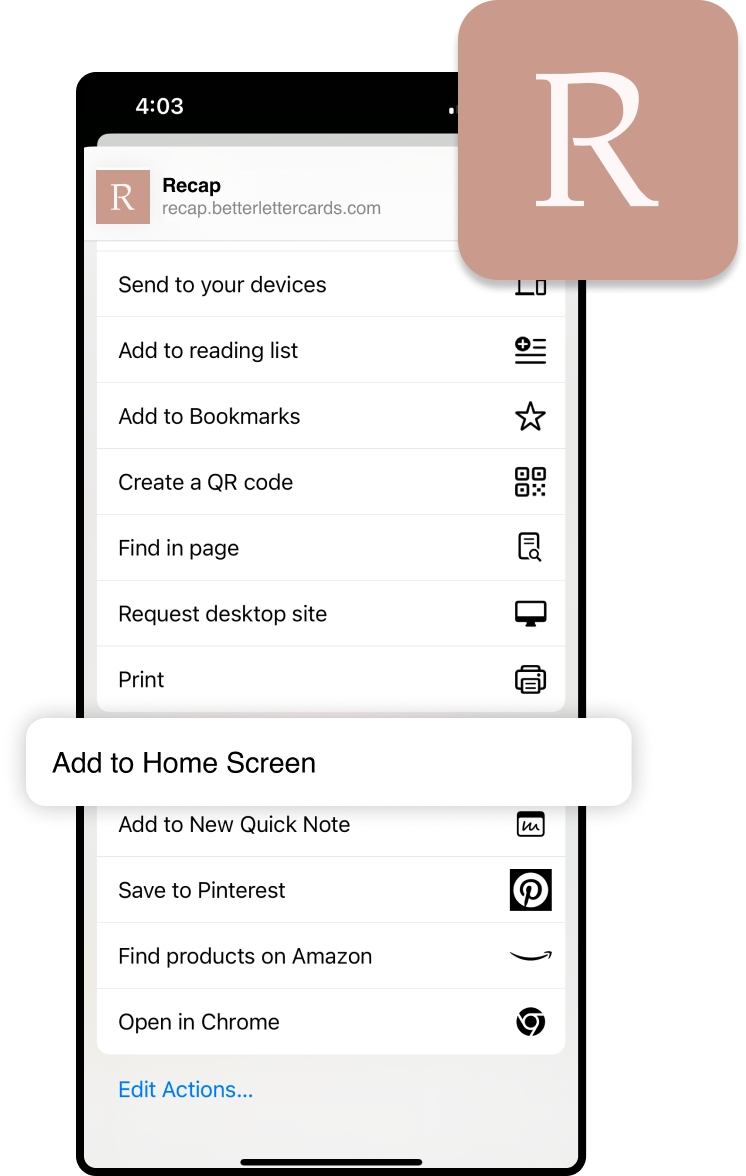 4:03
R
R
Recap
recap.betterlettercards.com
Send to your devices
Add to reading list
Add to Bookmarks
Create a QR code
Find in page
Request desktop site
Print
Add to Home Screen
Add to New Quick Note
Save to Pinterest
Find products on Amazon
Open in Chrome
Edit Actions...